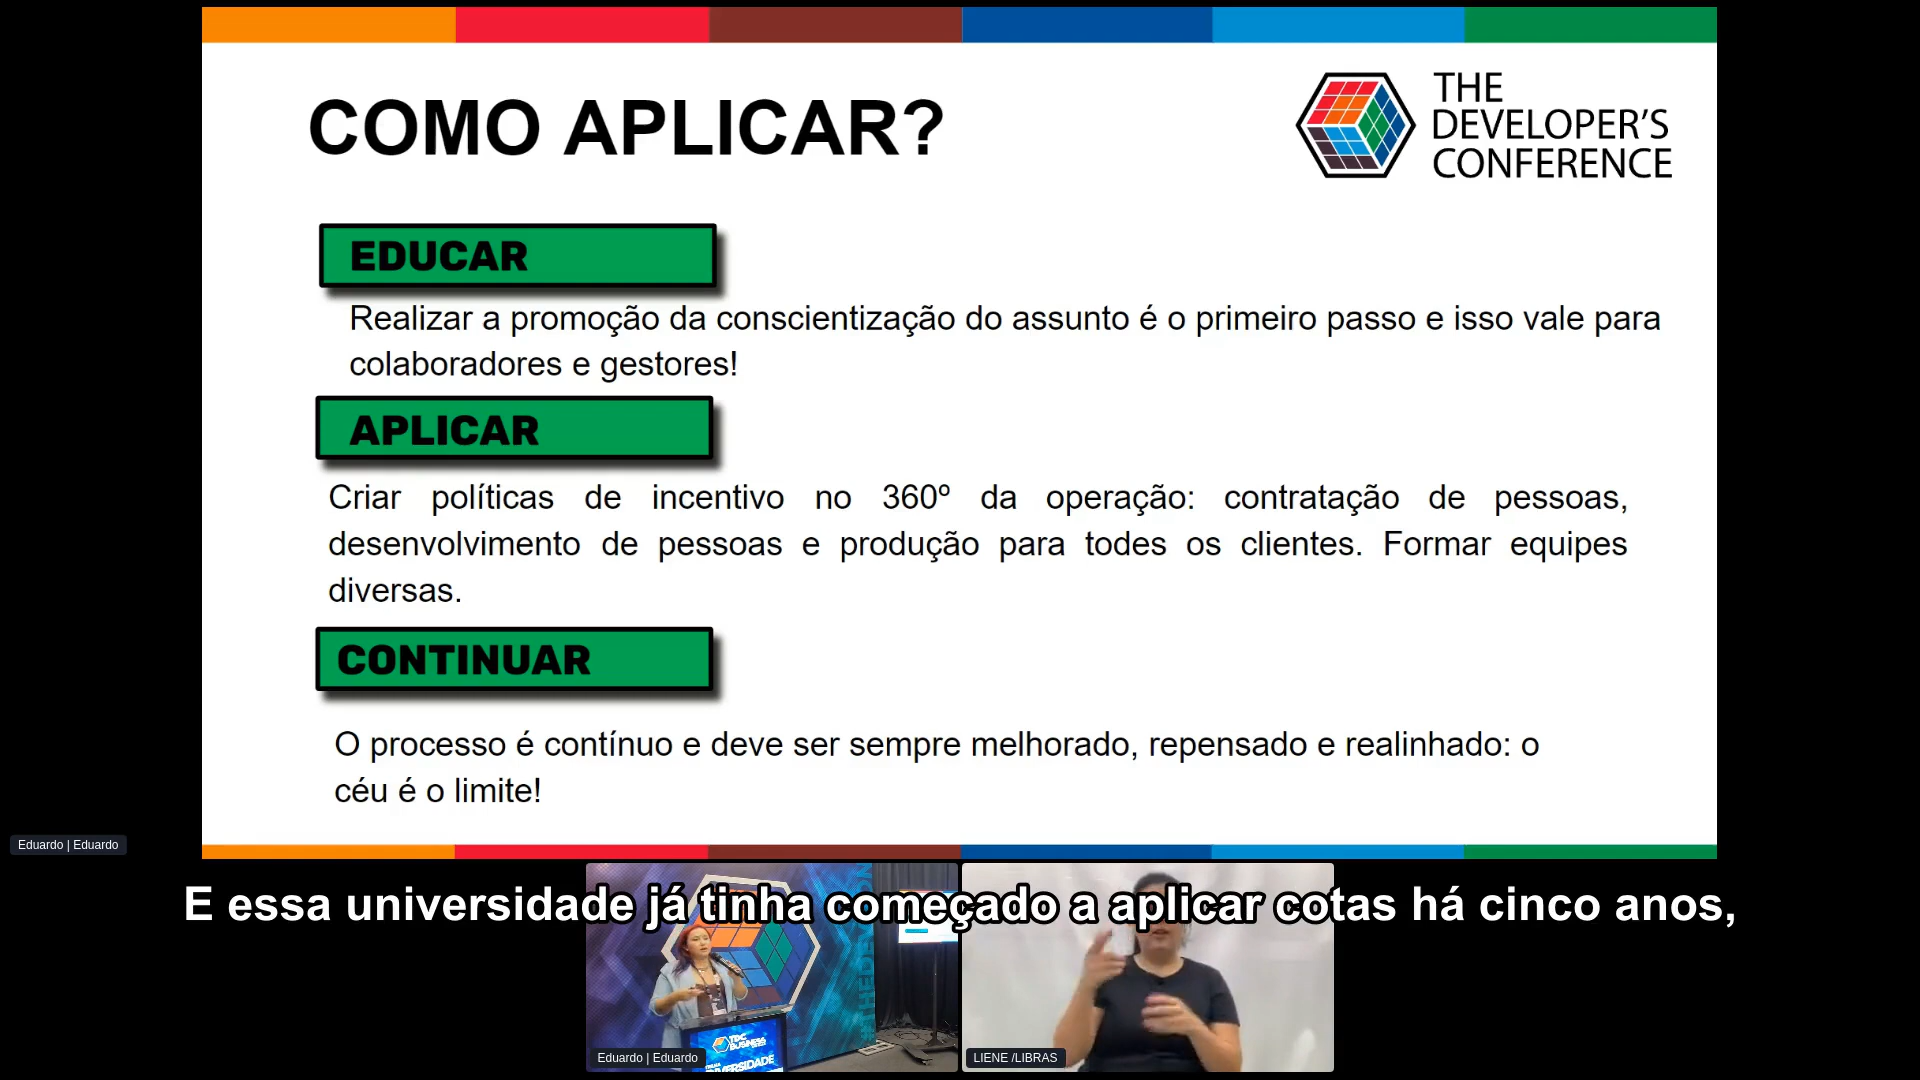 COMO APLICAR?
THE
DEVELOPER'S
CONFERENCE
EDUCAR
Realizar a promoção da conscientização do assunto é o primeiro passo e isso vale para
colaboradores e gestores!
APLICAR
Criar políticas de incentivo no 360º da operação: contratação de pessoas,
desenvolvimento de pessoas e produção para todes os clientes. Formar equipes
diversas.
CONTINUAR
O processo é contínuo e deve ser sempre melhorado, repensado e realinhado: o
céu é o limite!
Eduardo | Eduardo
E essa universidade já tinha começado a aplicar cotas há cinco anos,
TDC
BUSINESS
Eduardo | Eduardo
LIENE /LIBRAS